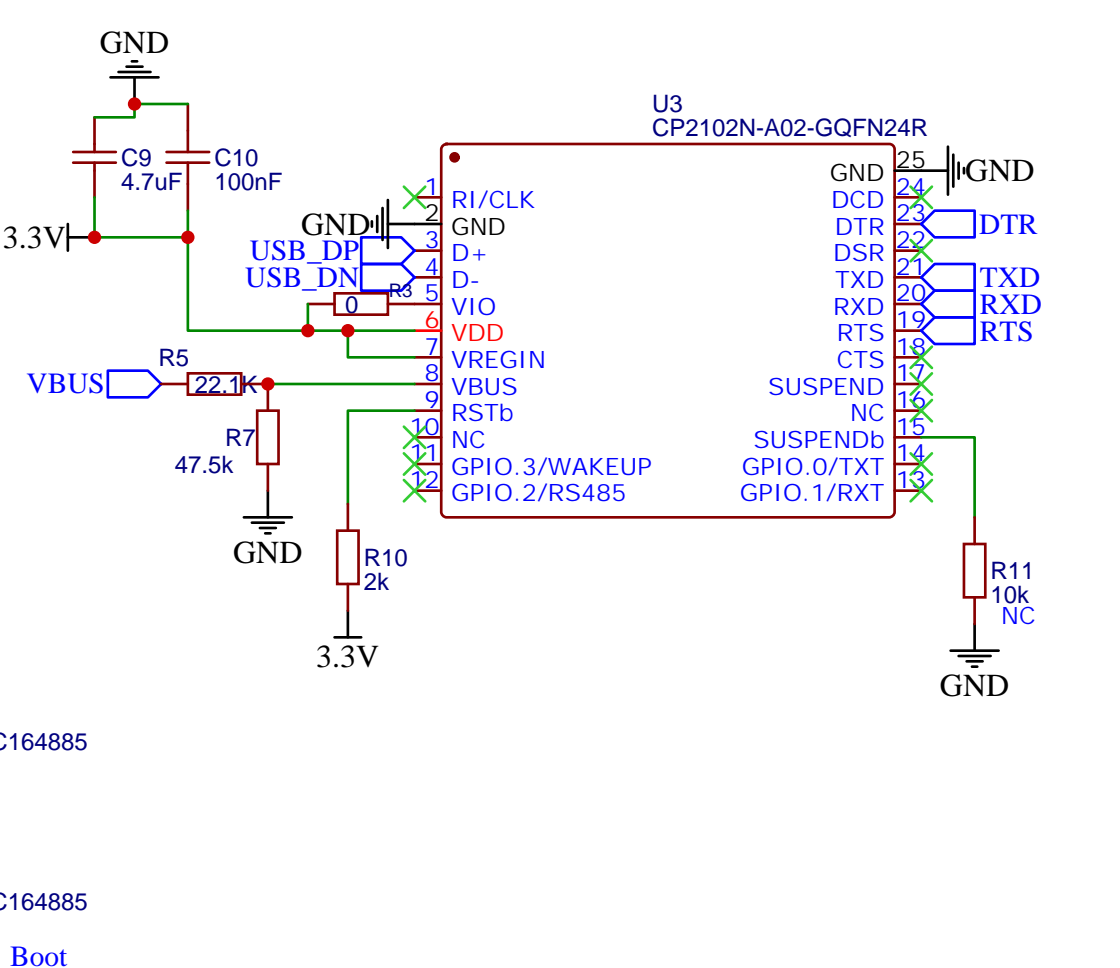 GND
U3
CP2102N-A02-GQFN24R
C9
4.7uF
C10
100nF
3.3V
GND
USB_DP
USB_DN
R3
0
1
RI/CLK
2
GND
3
D+
4
D-
5
VIO
6
VDD
7
VREGIN
8
VBUS
9
RSTb
10
NC
11
GPIO.3/WAKEUP
12
GPIO.2/RS485
25
GND
GND
24
DCD
23
DTR
DTR
22
DSR
21
TXD
TXD
20
RXD
RXD
19
RTS
RTS
18
CTS
17
SUSPEND
16
NC
15
SUSPENDb
14
GPIO.0/TXT
13
GPIO.1/RXT
VBUS
R5
22.1K
R7
47.5k
GND
R10
2k
3.3V
R11
10k
NC
GND
C164885
C164885
Boot